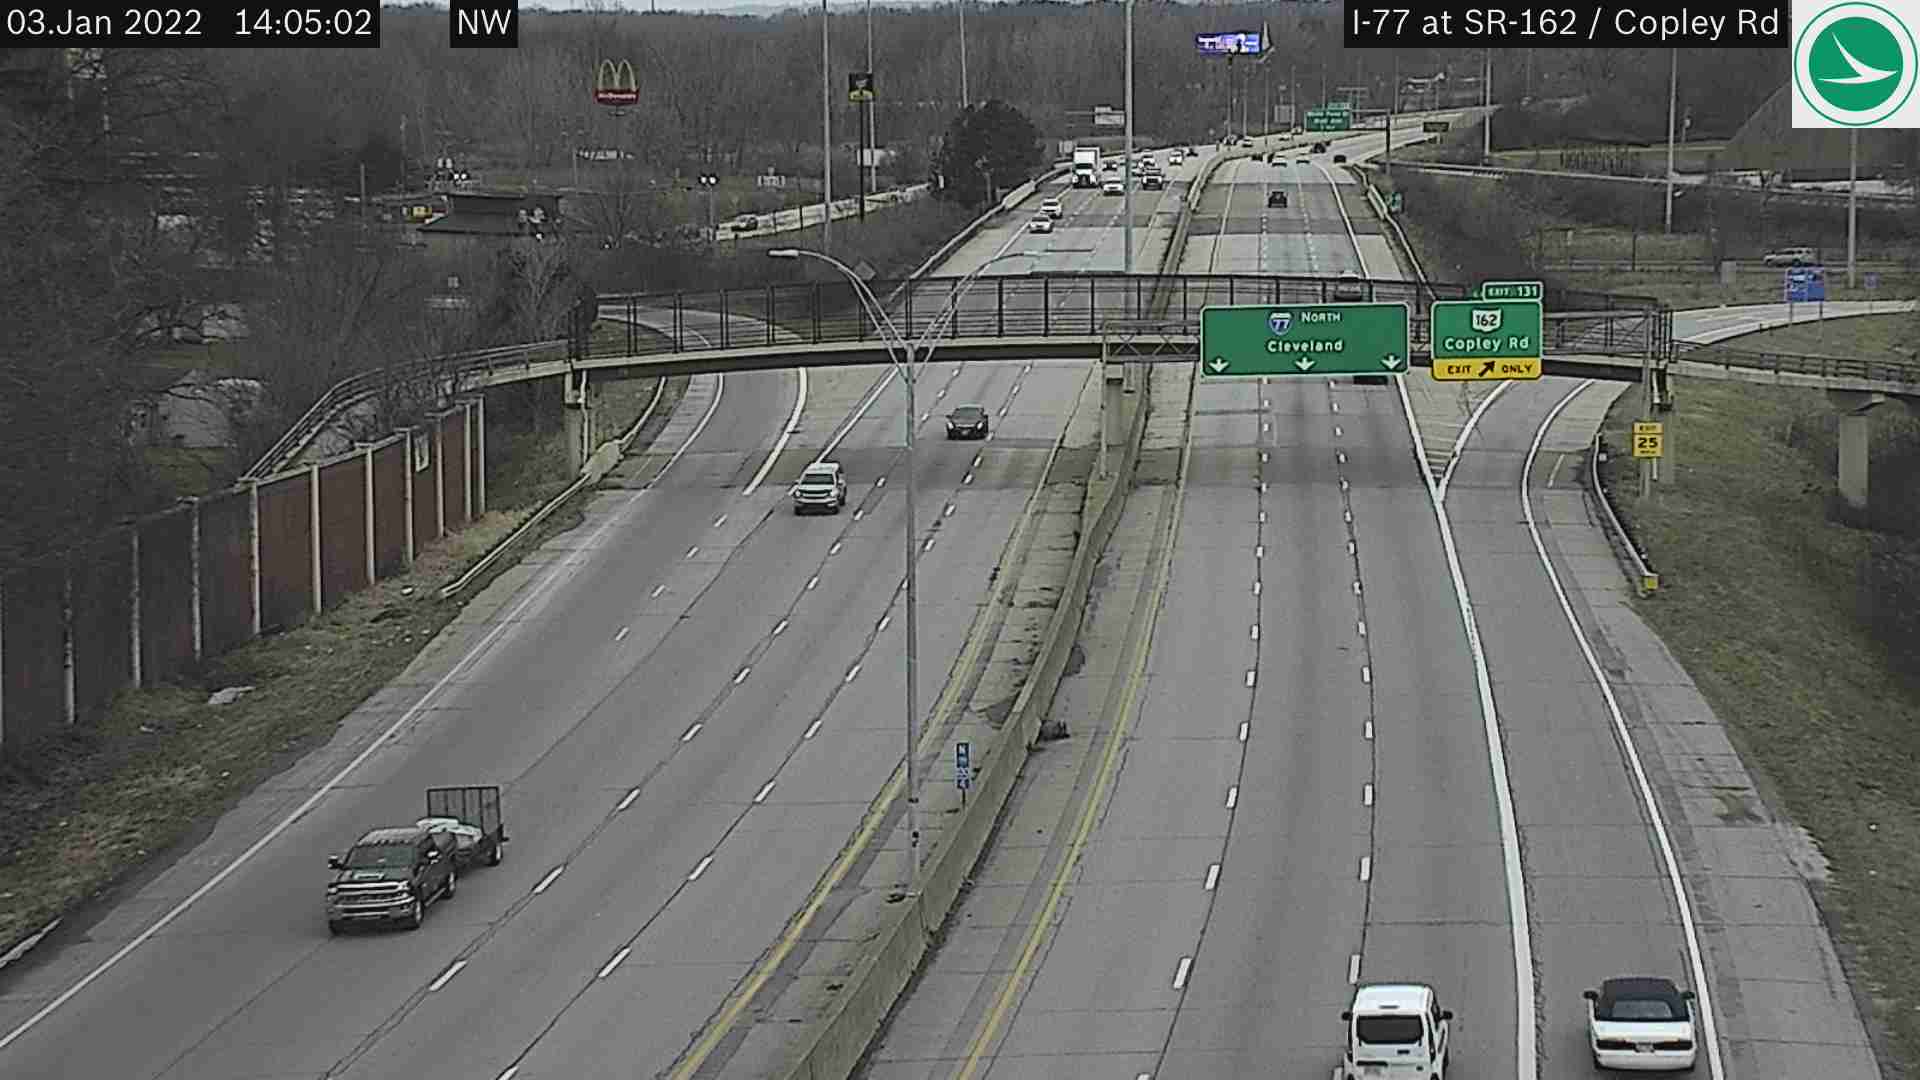 03.Jan 2022 14:05:02
NW
I-77 at SR-162 / Copley Rd
McDonald's
77 NORTH
Cleveland
EXIT 131
162
Copley Rd
EXIT ONLY
EXIT
25